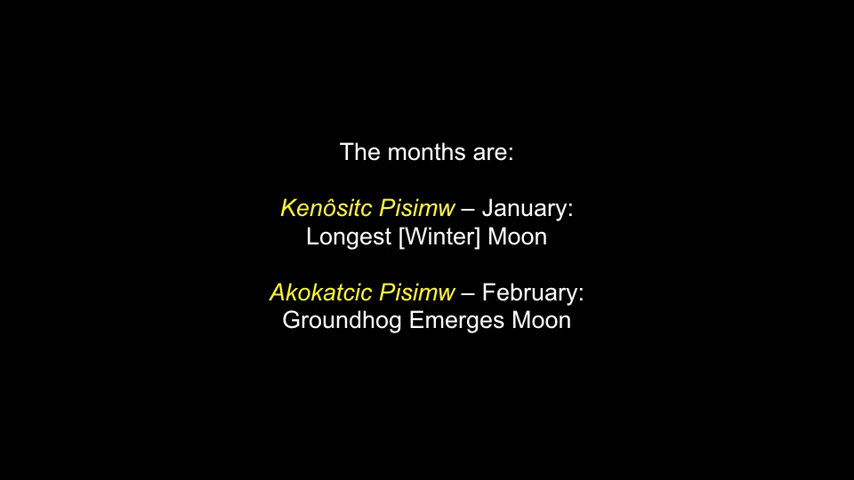 The months are:
Kenôsitc Pisimw – January:
Longest [Winter] Moon
Akokatcic Pisimw – February:
Groundhog Emerges Moon